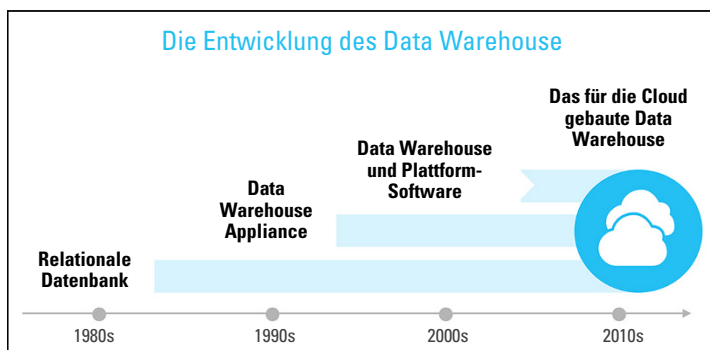 Die Entwicklung des Data Warehouse
Das für die Cloud
gebaute Data
Warehouse
Data Warehouse
und Plattform-
Software
Data
Warehouse
Appliance
Relationale
Datenbank
1980s
1990s
2000s
2010s